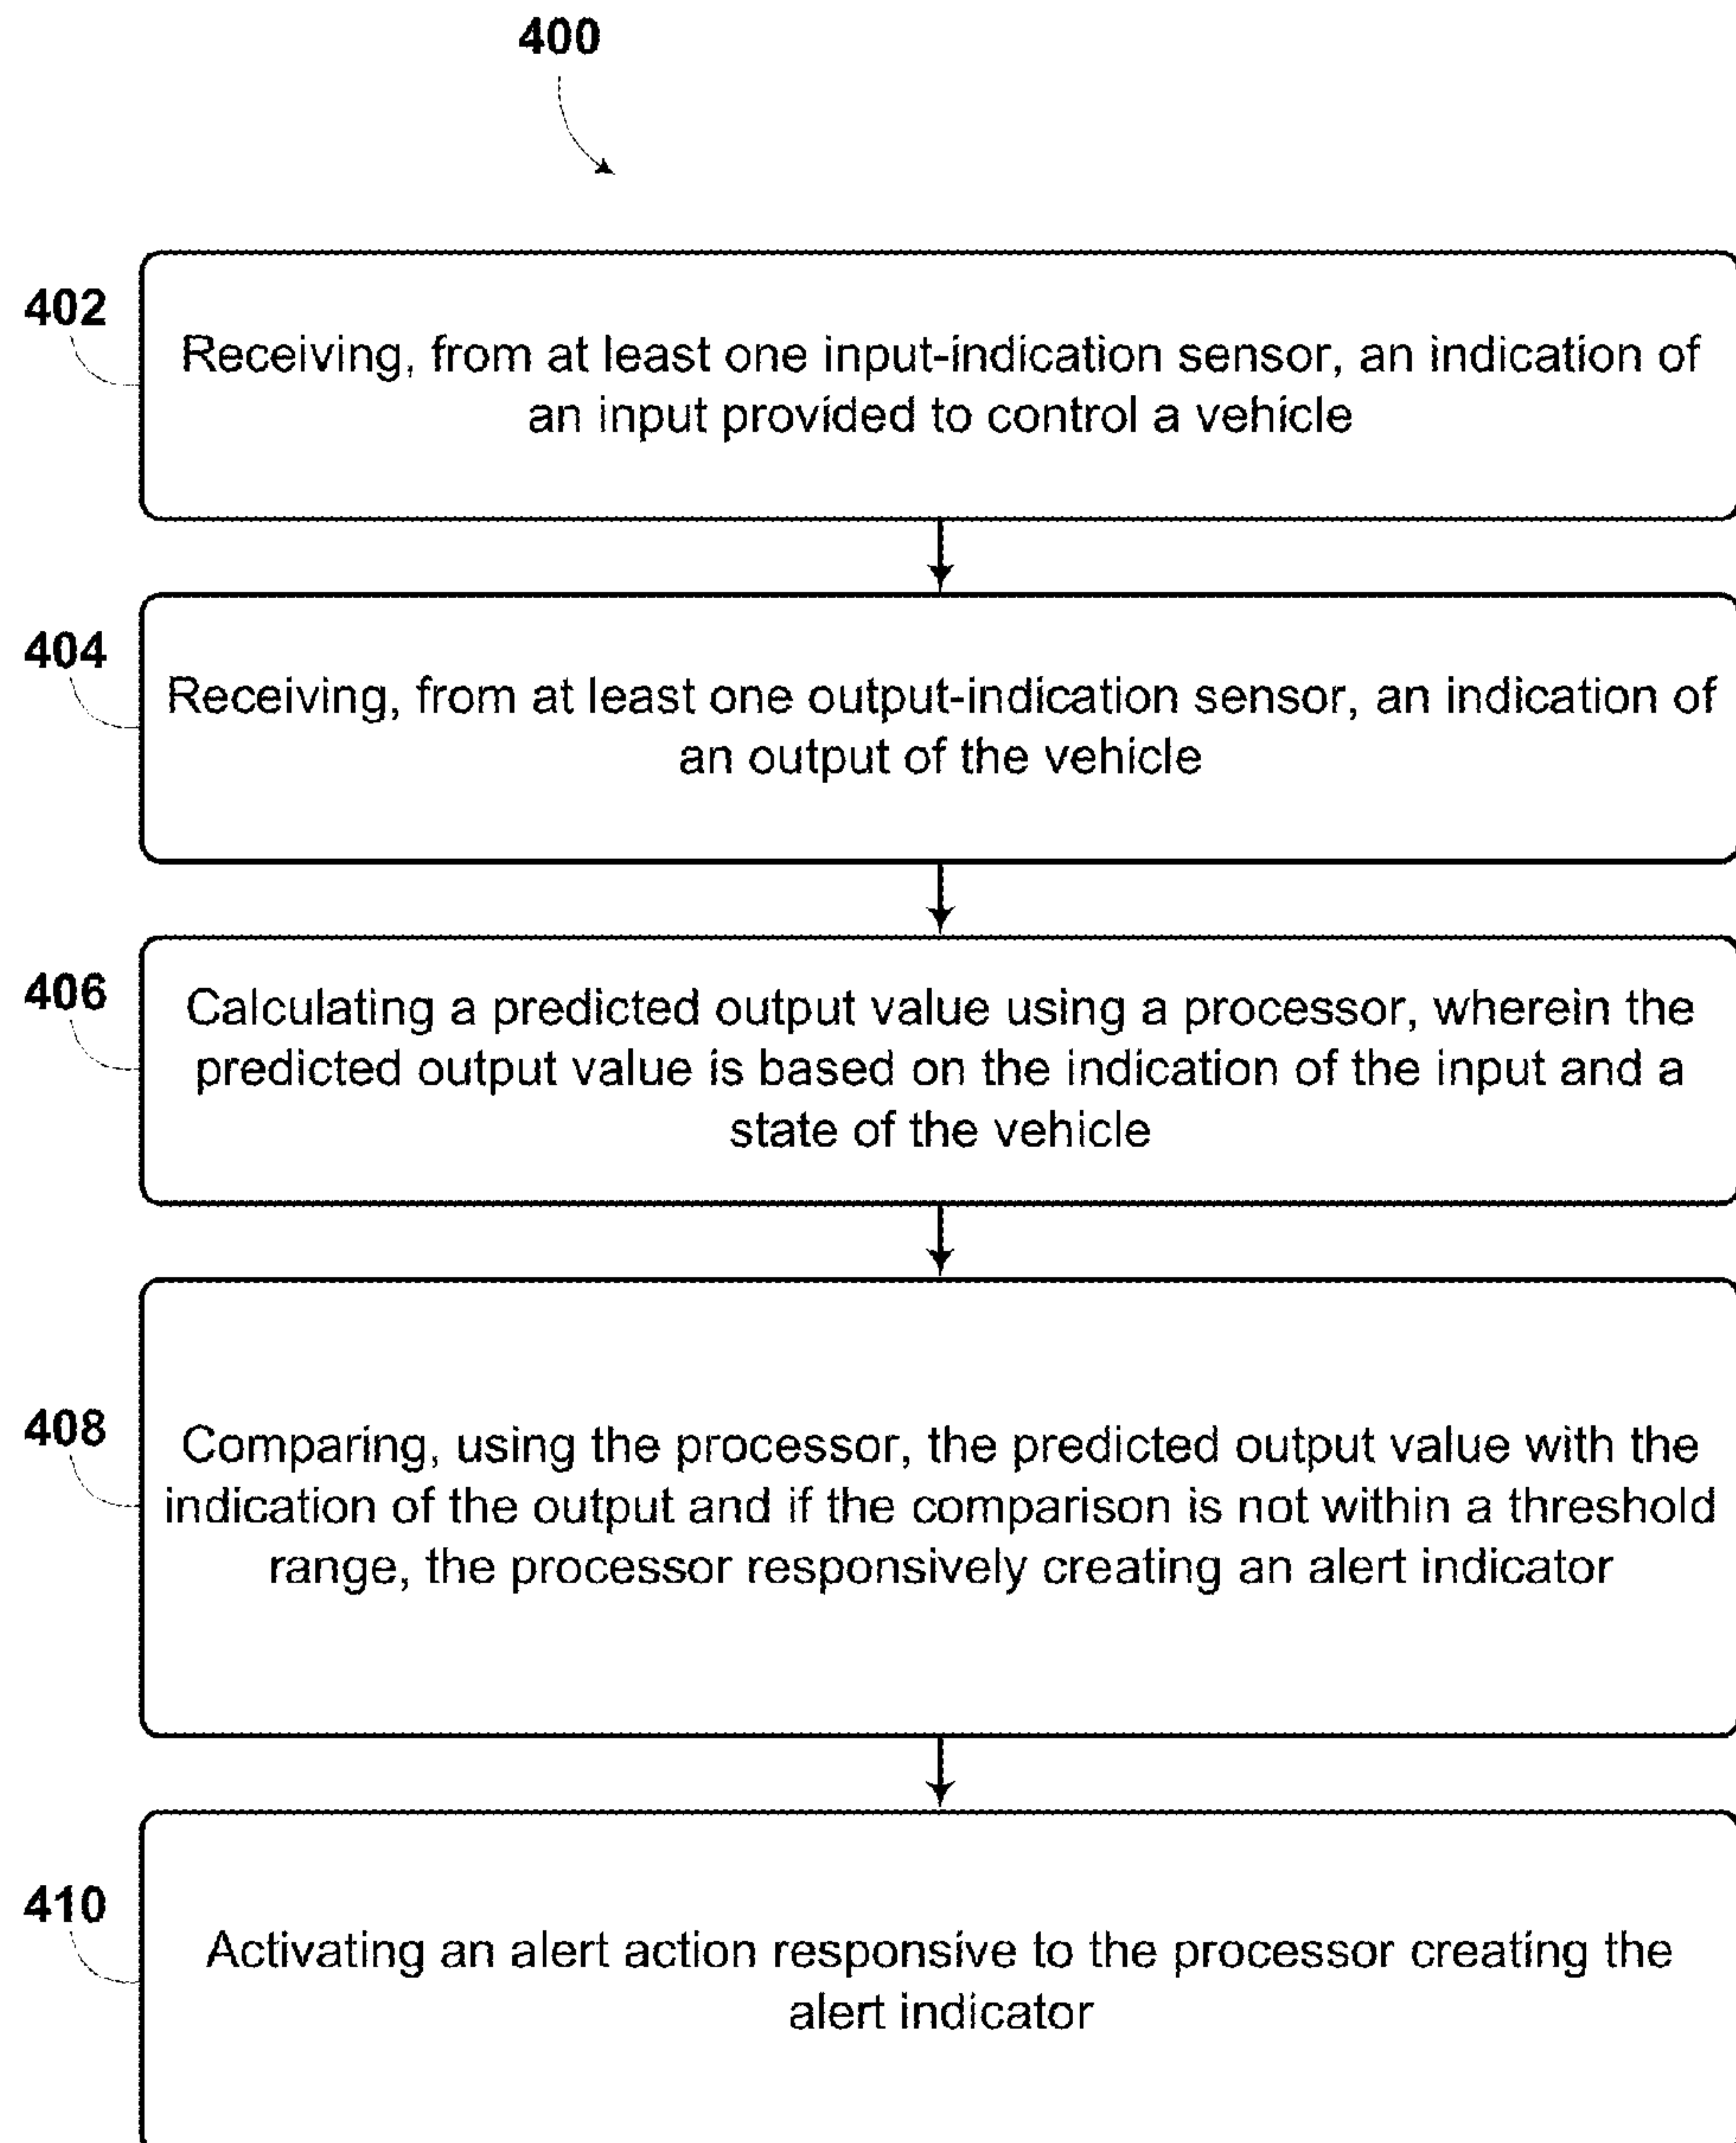 400
402
Receiving, from at least one input-indication sensor, an indication of
an input provided to control a vehicle
404
Receiving, from at least one output-indication sensor, an indication of
an output of the vehicle
406
Calculating a predicted output value using a processor, wherein the
predicted output value is based on the indication of the input and a
state of the vehicle
408
Comparing, using the processor, the predicted output value with the
indication of the output and if the comparison is not within a threshold
range, the processor responsively creating an alert indicator
410
Activating an alert action responsive to the processor creating the
alert indicator